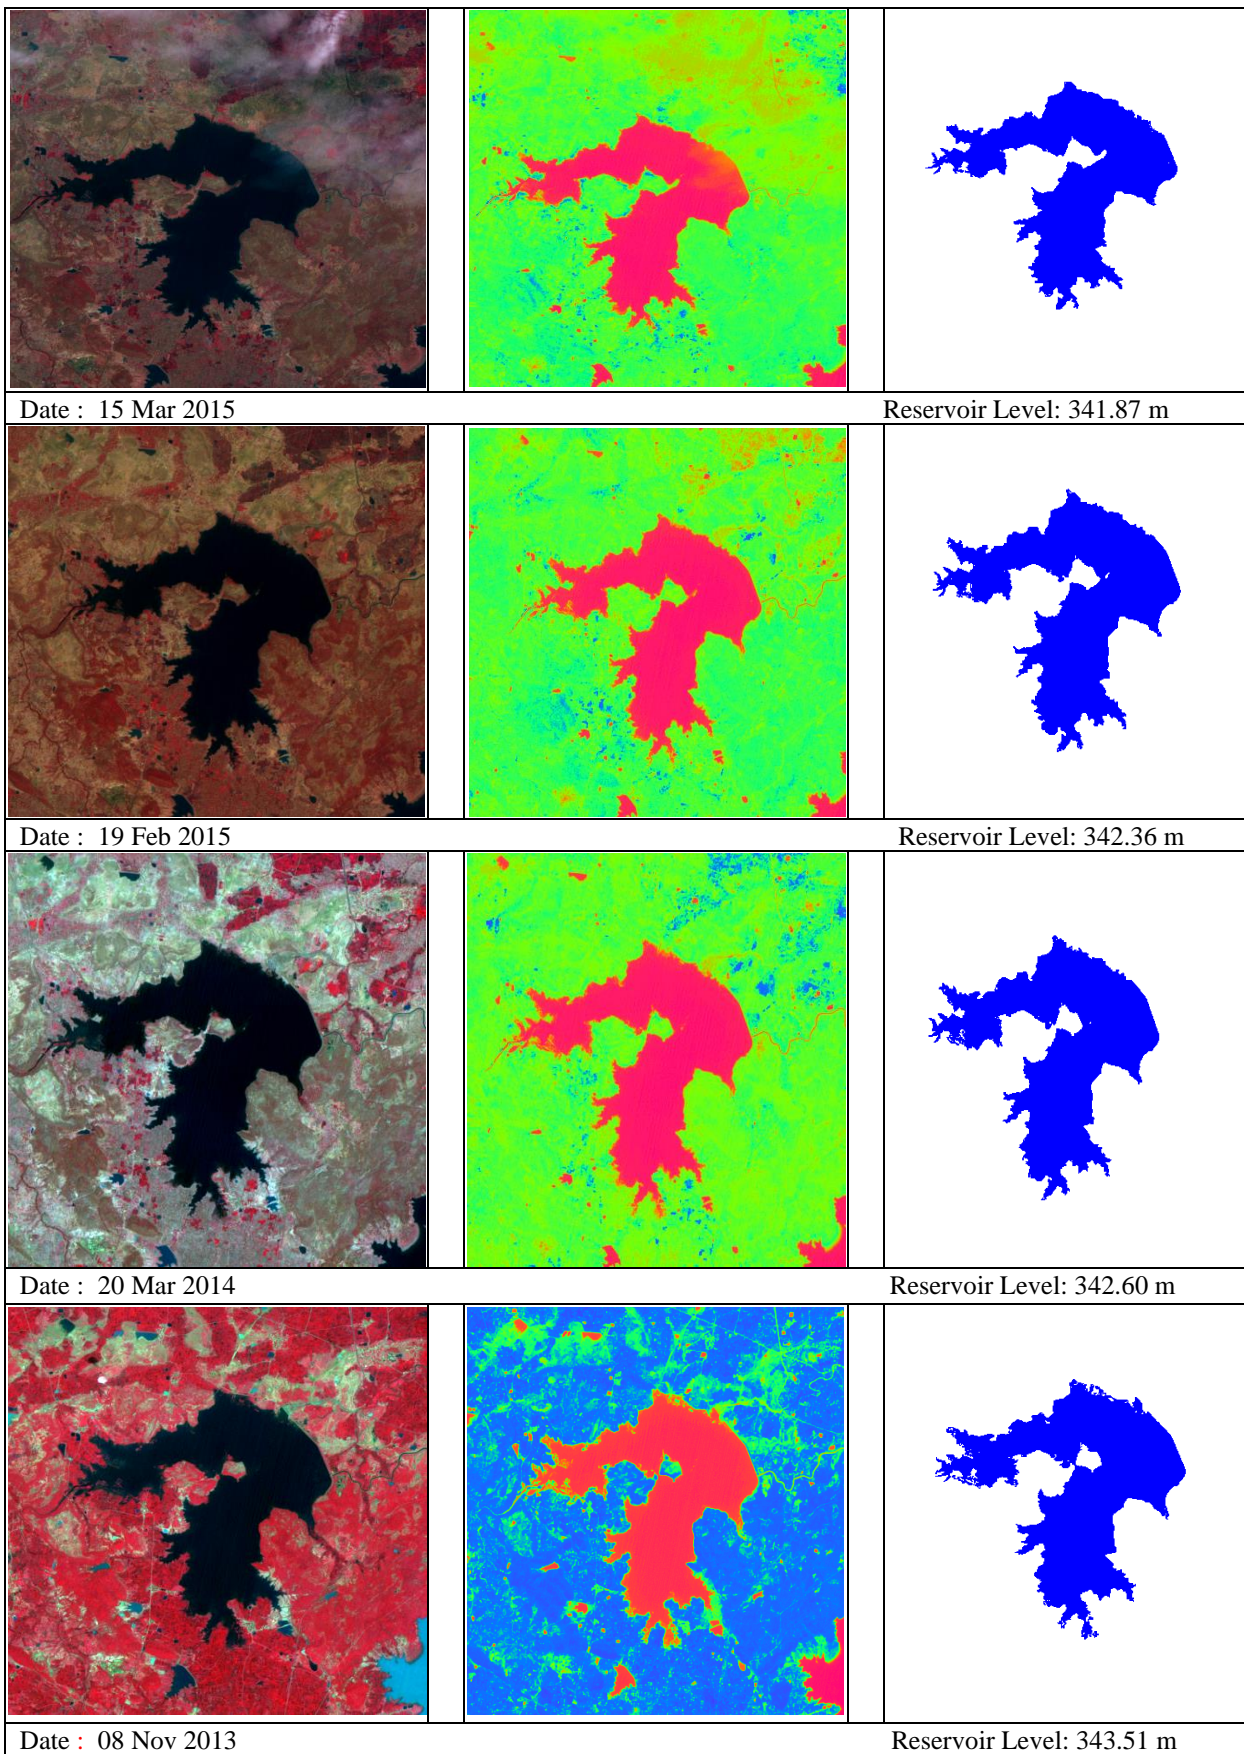 Date : 15 Mar 2015 Reservoir Level: 341.87 m
Date : 19 Feb 2015 Reservoir Level: 342.36 m
Date : 20 Mar 2014 Reservoir Level: 342.60 m
Date : 08 Nov 2013 Reservoir Level: 343.51 m